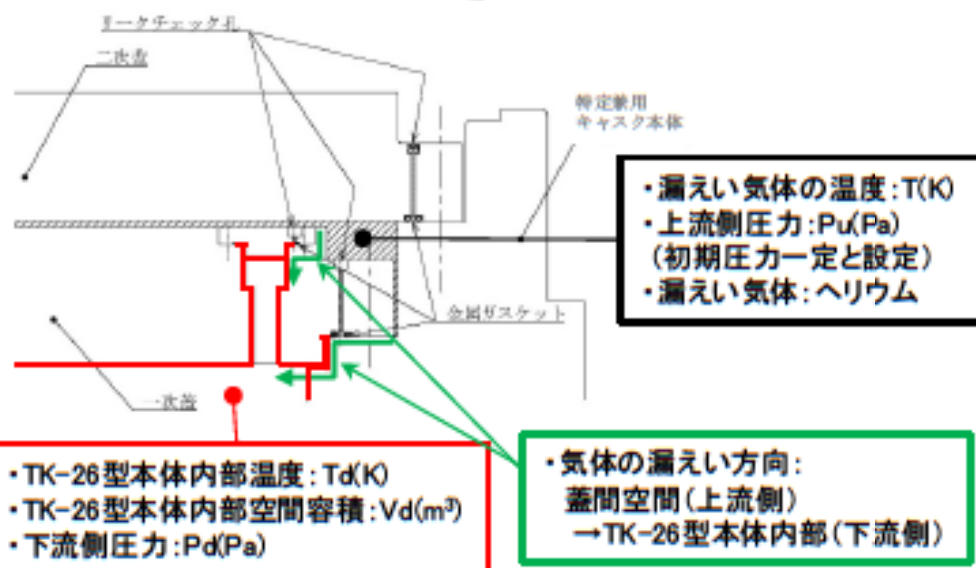 リークチェック孔
二次蓋
特定兼用
キャスク本体
・漏えい気体の温度:T(K)
・上流側圧力:Pu(Pa)
(初期圧力一定と設定)
・漏えい気体:ヘリウム
金属ガスケット
一次蓋
・TK-26型本体内部温度:Td(K)
・TK-26型本体内部空間容積:Vd(m³)
・下流側圧力:Pd(Pa)
・気体の漏えい方向:
蓋間空間(上流側)
→TK-26型本体内部(下流側)